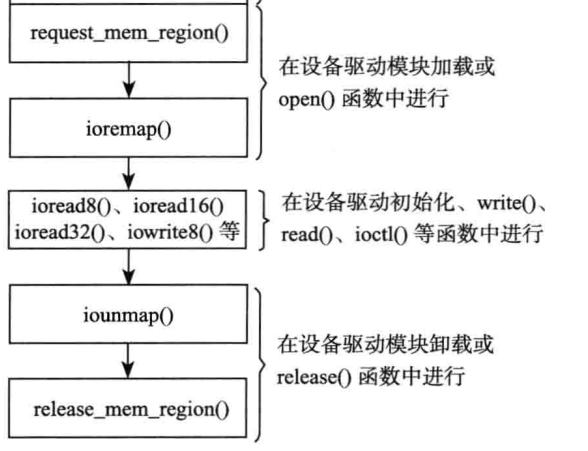 request_mem_region()
在设备驱动模块加载或
open() 函数中进行
ioremap()
ioread8()、ioread16()
ioread32()、iowrite8() 等
在设备驱动初始化、write()、
read()、ioctl() 等函数中进行
iounmap()
在设备驱动模块卸载或
release() 函数中进行
release_mem_region()